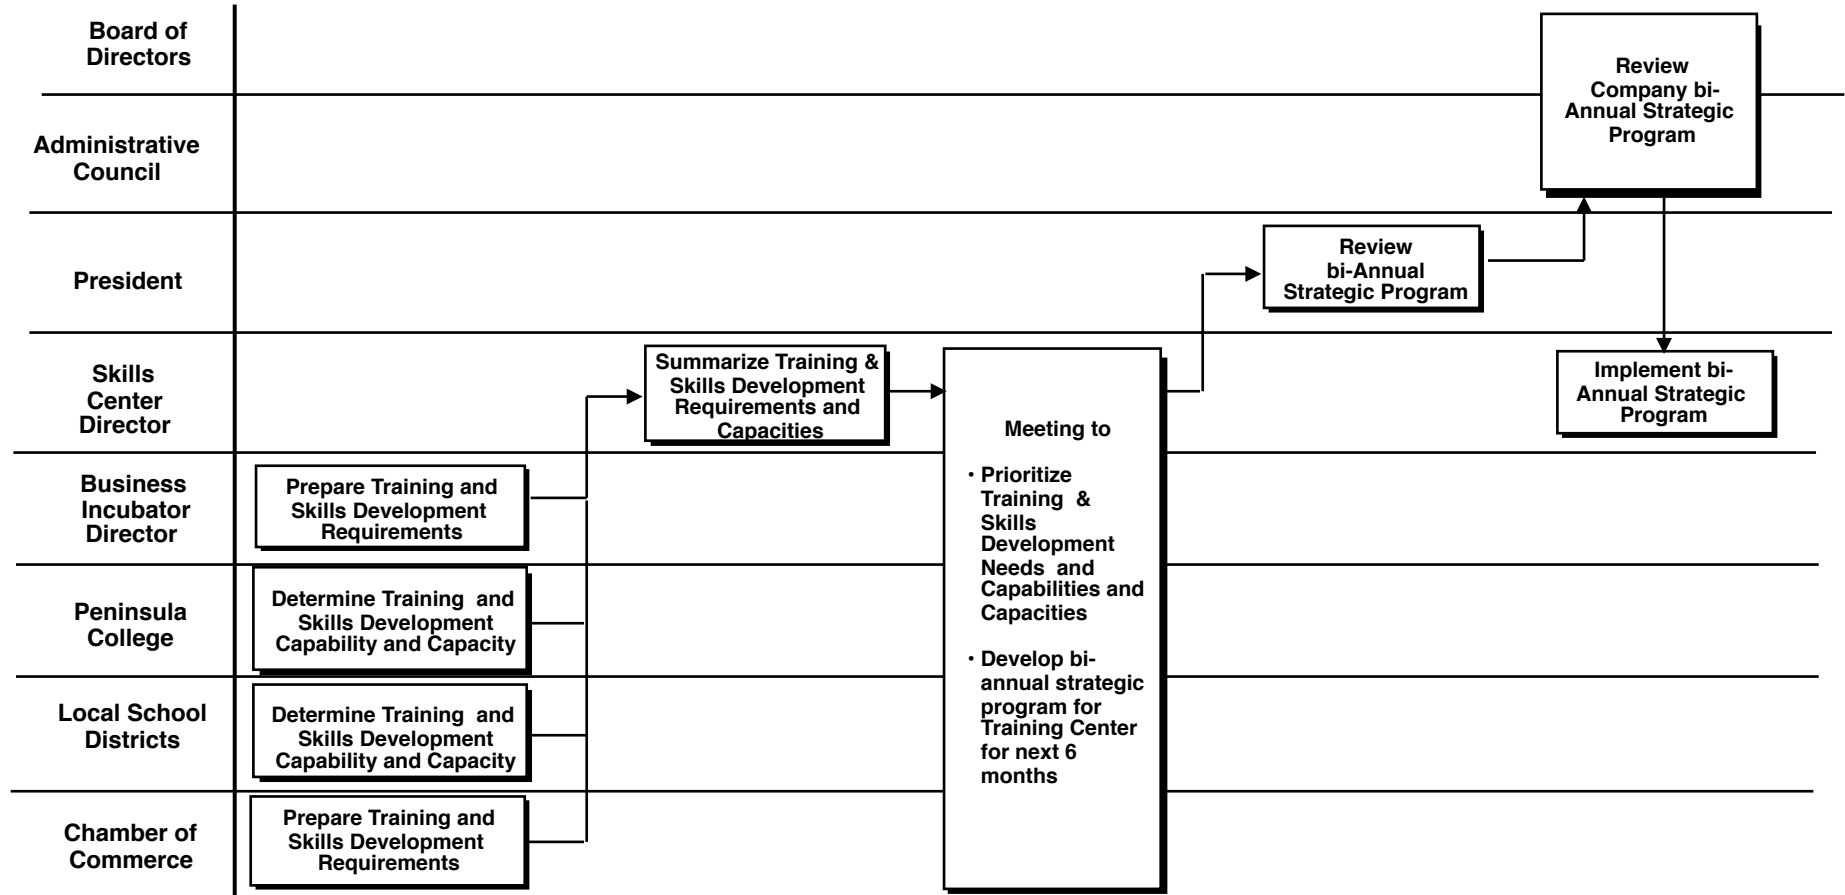 Board of
Directors
Review
Company bi-
Annual Strategic
Program
Administrative
Council
President
Review
bi-Annual
Strategic Program
Skills
Center
Director
Summarize Training &
Skills Development
Requirements and
Capacities
Implement bi-
Annual Strategic
Program
Meeting to
· Prioritize
Training & 
Skills
Development
Needs and
Capabilities and
Capacities
· Develop bi-
annual strategic
program for
Training Center
for next 6
months
Business
Incubator
Director
Prepare Training and
Skills Development
Requirements
Peninsula
College
Determine Training and
Skills Development
Capability and Capacity
Local School
Districts
Determine Training and
Skills Development
Capability and Capacity
Chamber of
Commerce
Prepare Training and
Skills Development
Requirements